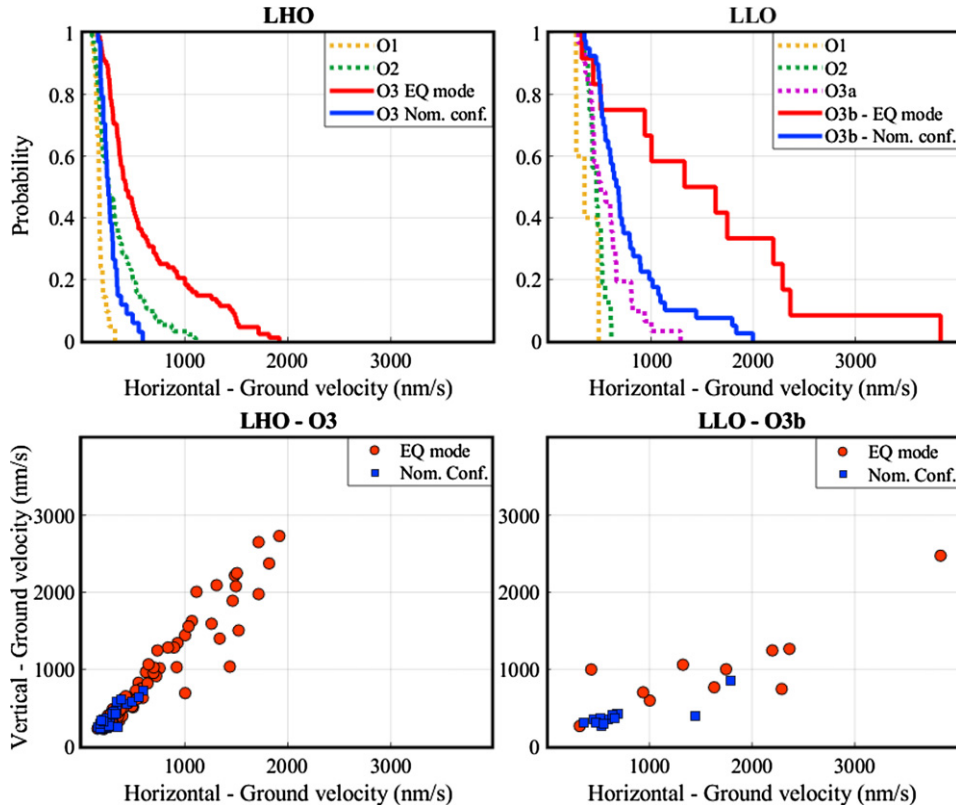 LHO
1
0.8
0.6
0.4
0.2
0
Probability
O1
O2
O3 EQ mode
O3 Nom. conf.
1000
2000
3000
Horizontal - Ground velocity (nm/s)
LLO
1
0.8
0.6
0.4
0.2
0
O1
O2
O3a
O3b - EQ mode
O3b - Nom. conf.
1000
2000
3000
Horizontal - Ground velocity (nm/s)
LHO - O3
3000
2000
1000
0
Vertical - Ground velocity (nm/s)
EQ mode
Nom. Conf.
1000
2000
3000
Horizontal - Ground velocity (nm/s)
LLO - O3b
3000
2000
1000
0
EQ mode
Nom. Conf.
1000
2000
3000
Horizontal - Ground velocity (nm/s)